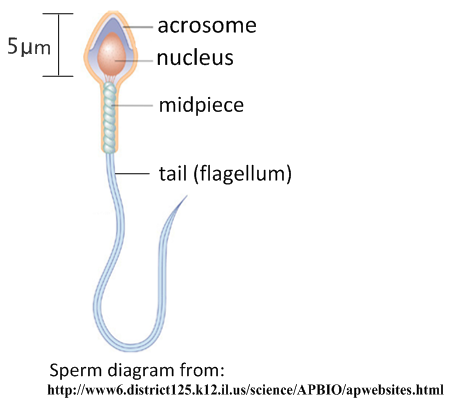 acrosome
5μm
nucleus
midpiece
tail (flagellum)
Sperm diagram from:
http://www6.district125.k12.il.us/science/APBIO/apwebsites.html